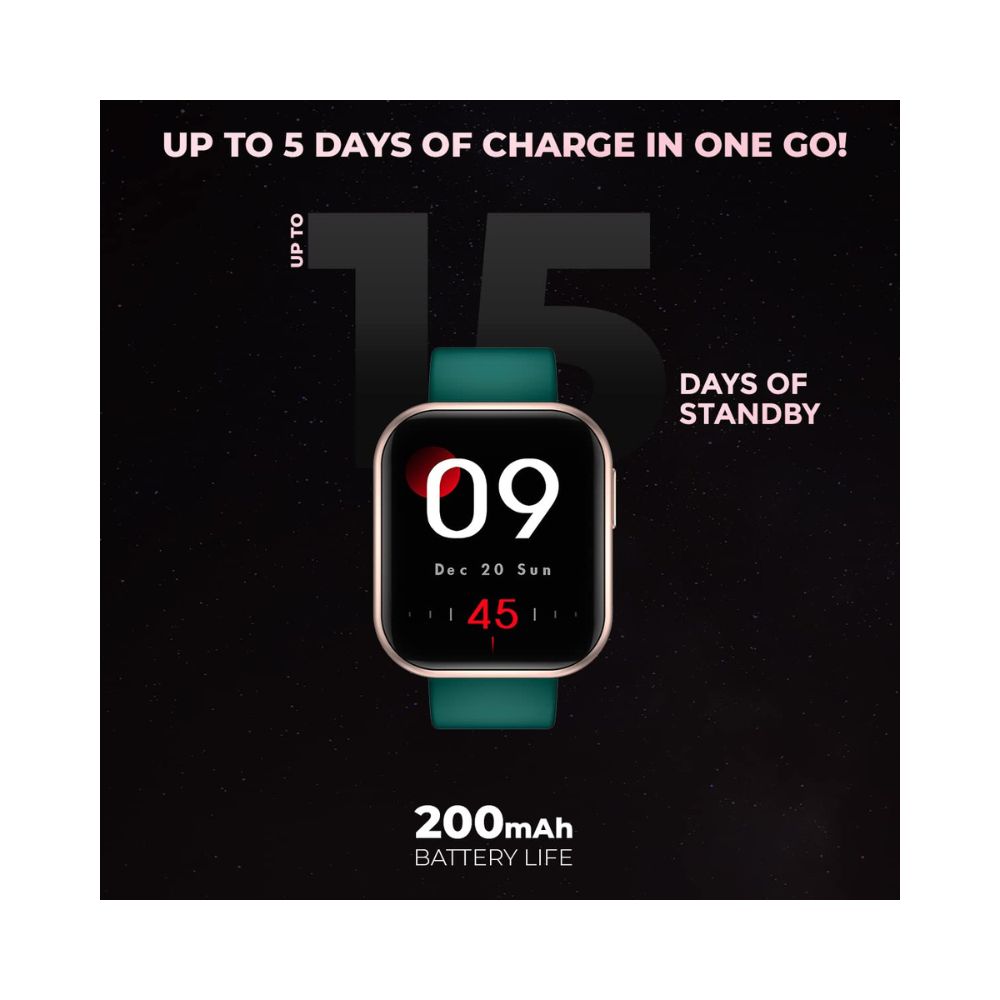 UP TO 5 DAYS OF CHARGE IN ONE GO!
UP TO
15
DAYS OF
STANDBY
09
Dec 20 Sun
45
200mAh
BATTERY LIFE